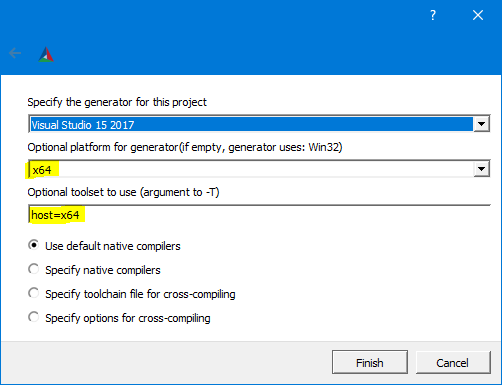 ?
Specify the generator for this project
Visual Studio 15 2017
Optional platform for generator(if empty, generator uses: Win32)
x64
Optional toolset to use (argument to -T)
host=x64
Use default native compilers
Specify native compilers
Specify toolchain file for cross-compiling
Specify options for cross-compiling
Finish
Cancel